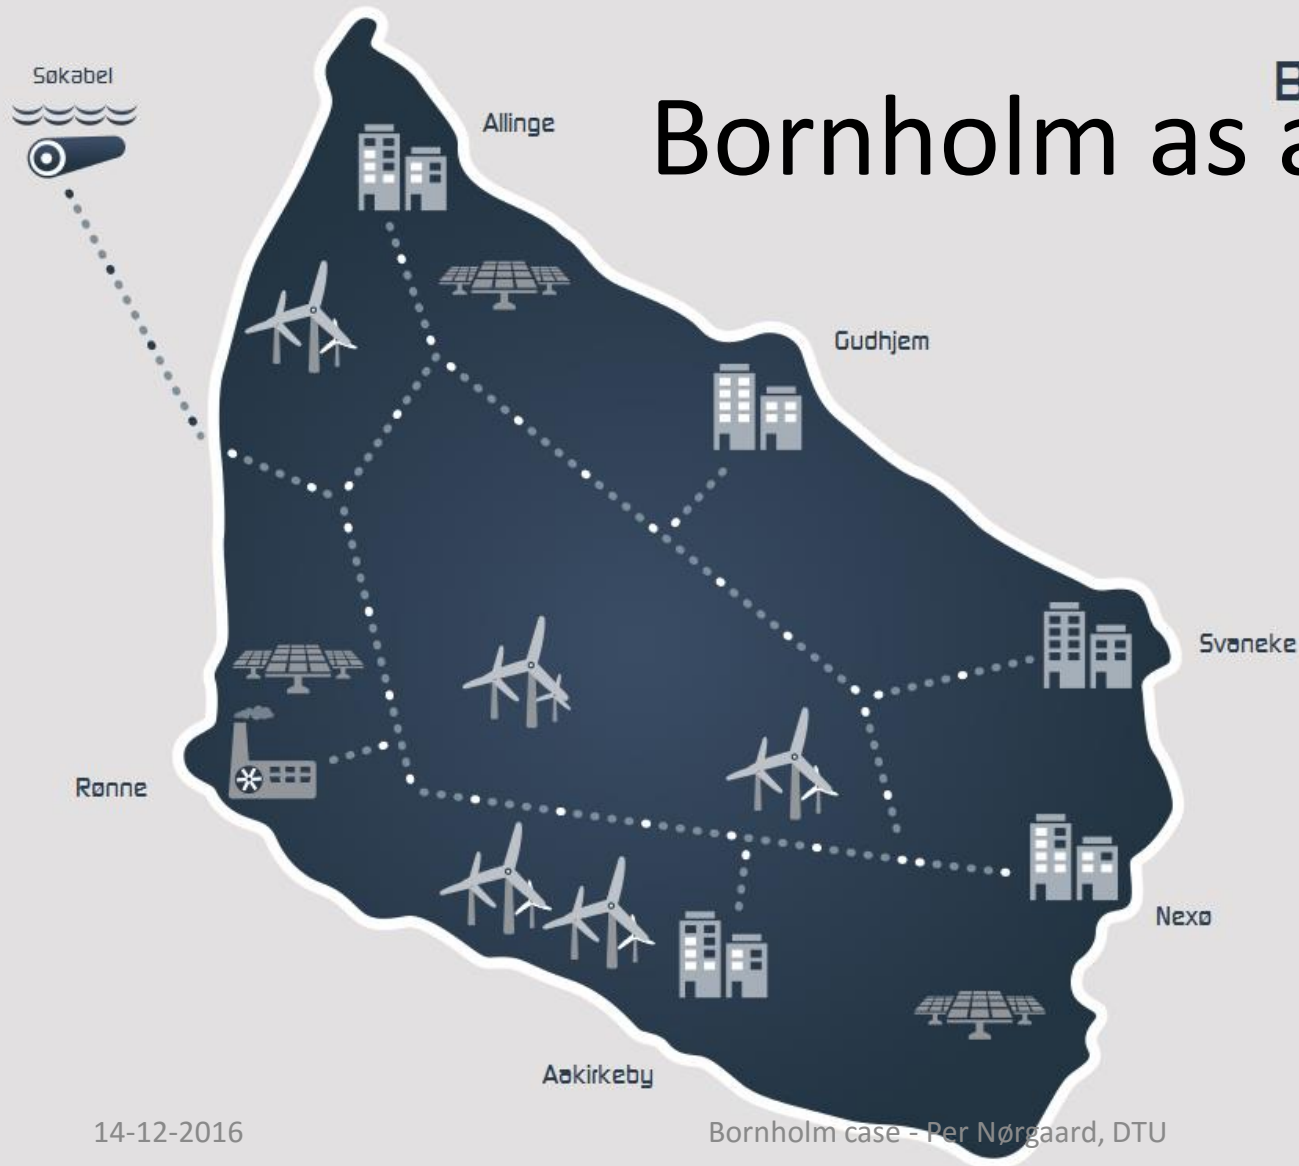 Søkabel
Allinge
Bornholm as a
Gudhjem
Svaneke
Rønne
Nexø
Aakirkeby
14-12-2016
Bornholm case - Per Nørgaard, DTU